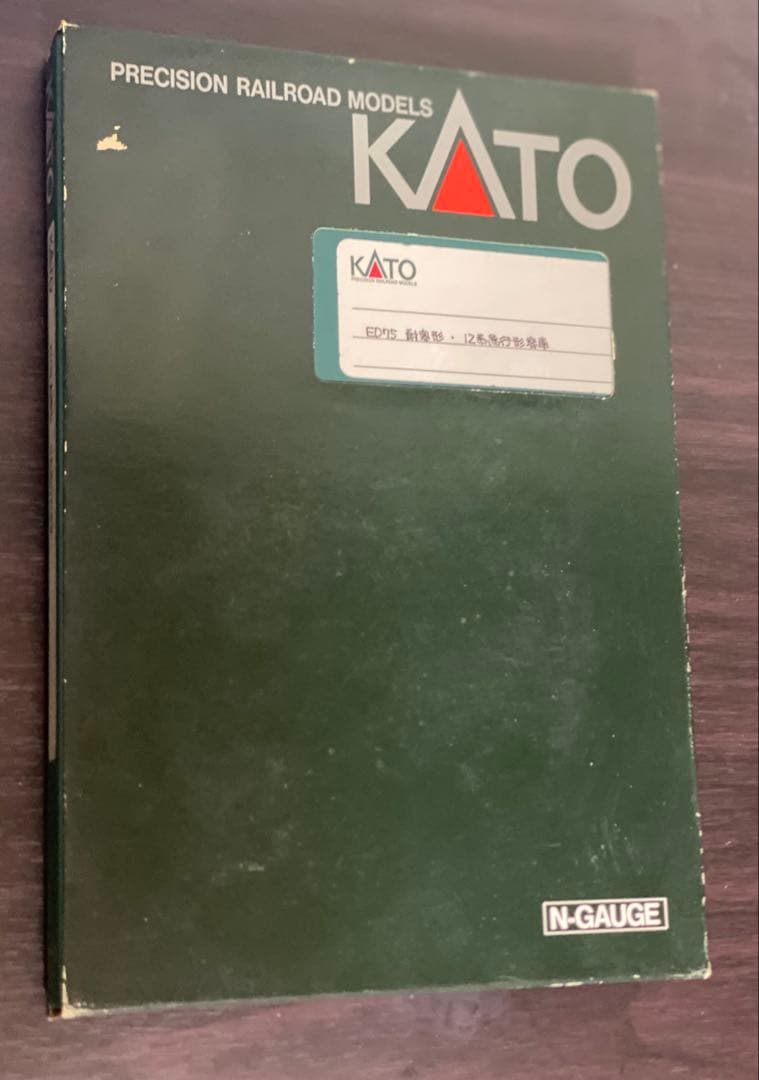 PRECISION RAILROAD MODELS
KATO
KATO
PRECISION RAILROAD MODELS
ED75 耐寒形・12系急行形客車
N-GAUGE
KATO